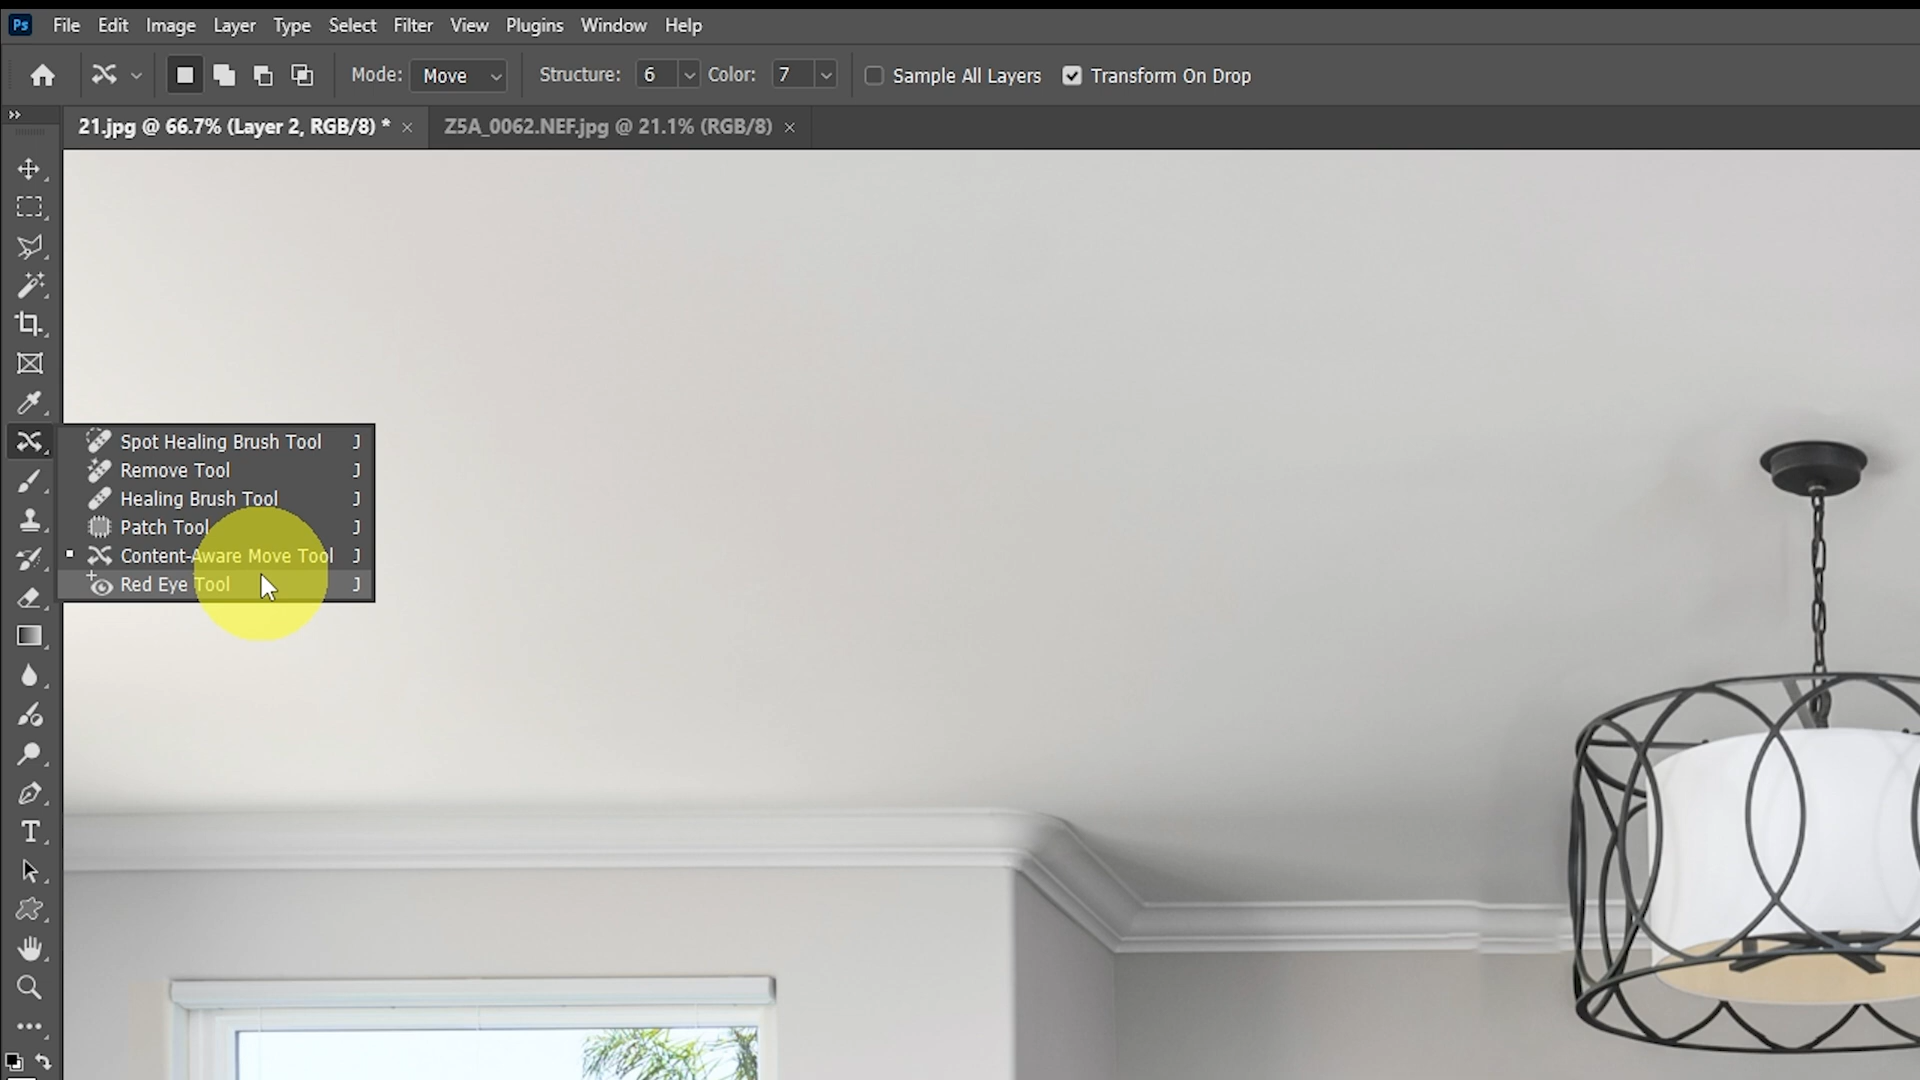 Ps File Edit Image Layer Type Select Filter View Plugins Window Help
Mode: Move Structure: 6 Color: 7 Sample All Layers Transform On Drop
21.jpg @ 66.7% (Layer 2, RGB/8) * × Z5A_0062.NEF.jpg @ 21.1% (RGB/8) ×
Spot Healing Brush Tool J
Remove Tool J
Healing Brush Tool J
Patch Tool J
Content-Aware Move Tool J
Red Eye Tool J